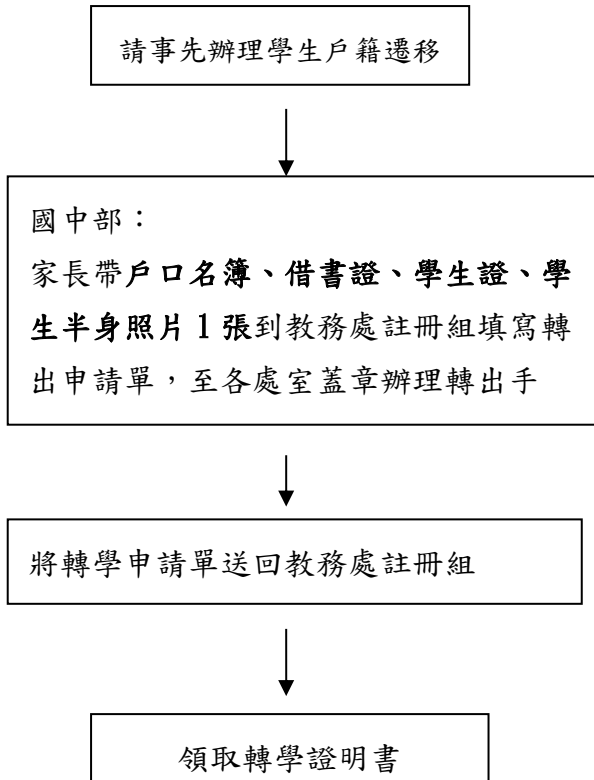 請事先辦理學生戶籍遷移
國中部：
家長帶戶口名簿、借書證、學生證、學
生半身照片 1 張到教務處註冊組填寫轉
出申請單，至各處室蓋章辦理轉出手
將轉學申請單送回教務處註冊組
領取轉學證明書